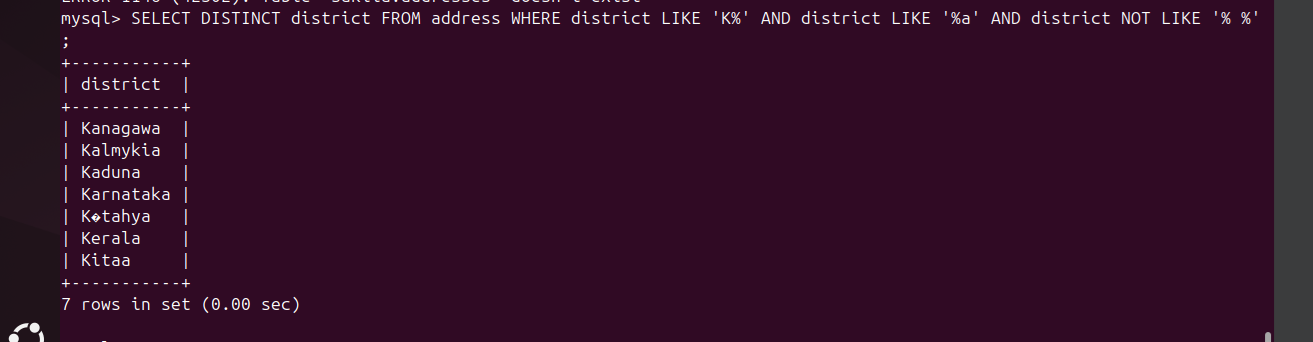 mysql> SELECT DISTINCT district FROM address WHERE district LIKE 'K%' AND district LIKE '%a' AND district NOT LIKE '% %'
;
+-----------+
| district  |
+-----------+
| Kanagawa  |
| Kalmykia  |
| Kaduna    |
| Karnataka |
| K�tahya   |
| Kerala    |
| Kitaa     |
+-----------+
7 rows in set (0.00 sec)